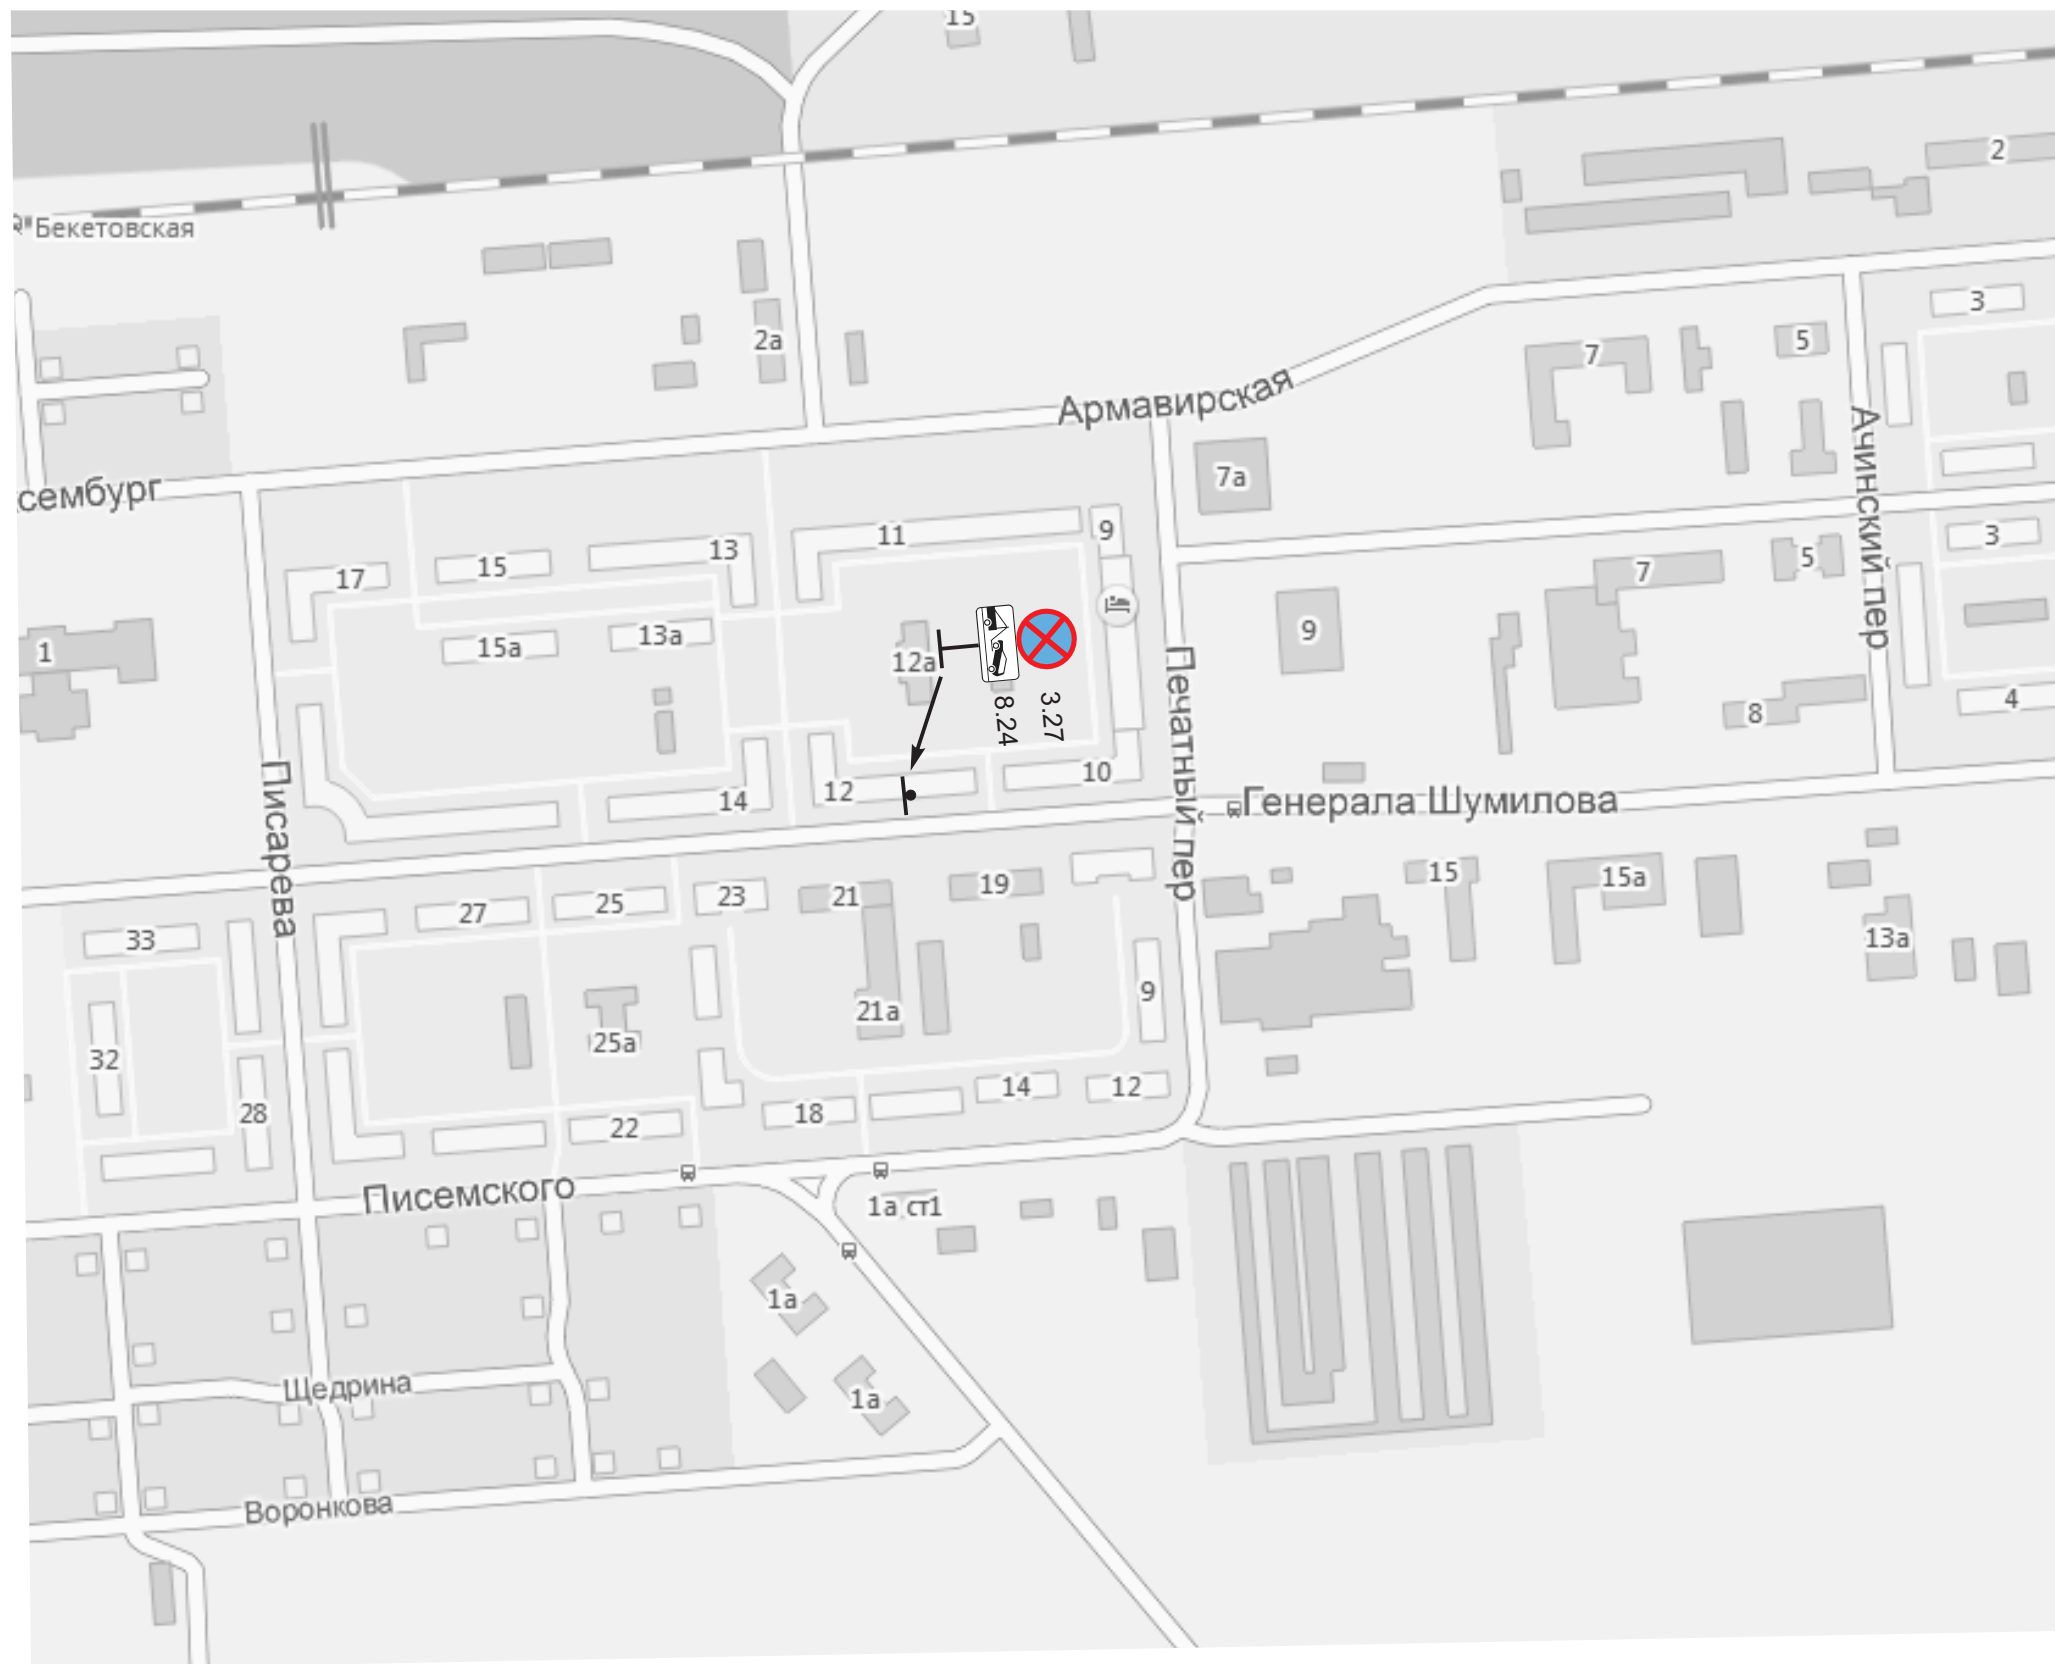 15
2
Бекетовская
3
2а
5
7
Армавирская
Ачинский пер
7а
сембург
11
9
13
3
5
15
7
17
9
13а
15а
12а
1
8.24
3.27
4
8
Печатный пер
10
12
14
Генерала Шумилова
Писарева
15
15а
19
21
23
25
27
13а
33
9
21а
25а
32
14
12
18
28
22
Писемского
1а ст1
1а
Щедрина
1а
Воронкова